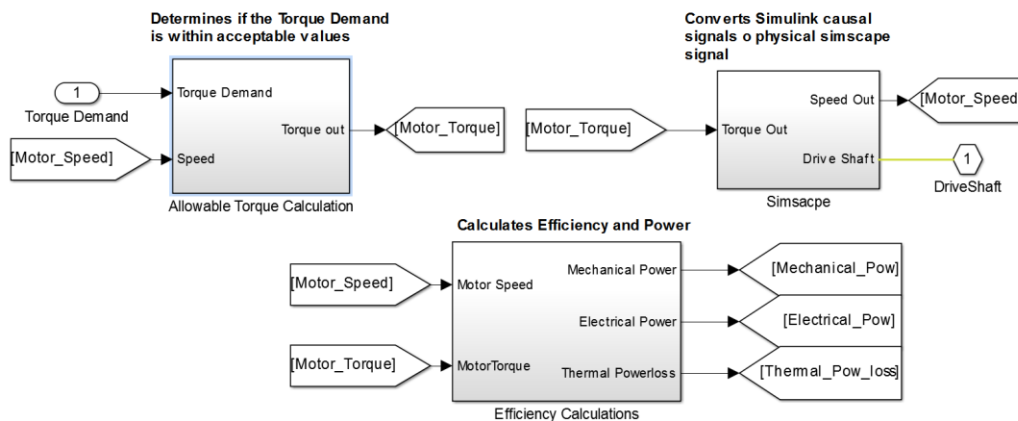 Determines if the Torque Demand
is within acceptable values
1
Torque Demand
[Motor_Speed]
Torque Demand
Speed
Torque out
Allowable Torque Calculation
[Motor_Torque]
Converts Simulink causal
signals o physical simscape
signal
[Motor_Torque]
Torque Out
Speed Out
Drive Shaft
Simsacpe
[Motor_Speed]
1
DriveShaft
Calculates Efficiency and Power
[Motor_Speed]
[Motor_Torque]
Motor Speed
MotorTorque
Mechanical Power
Electrical Power
Thermal Powerloss
Efficiency Calculations
[Mechanical_Pow]
[Electrical_Pow]
[Thermal_Pow_loss]